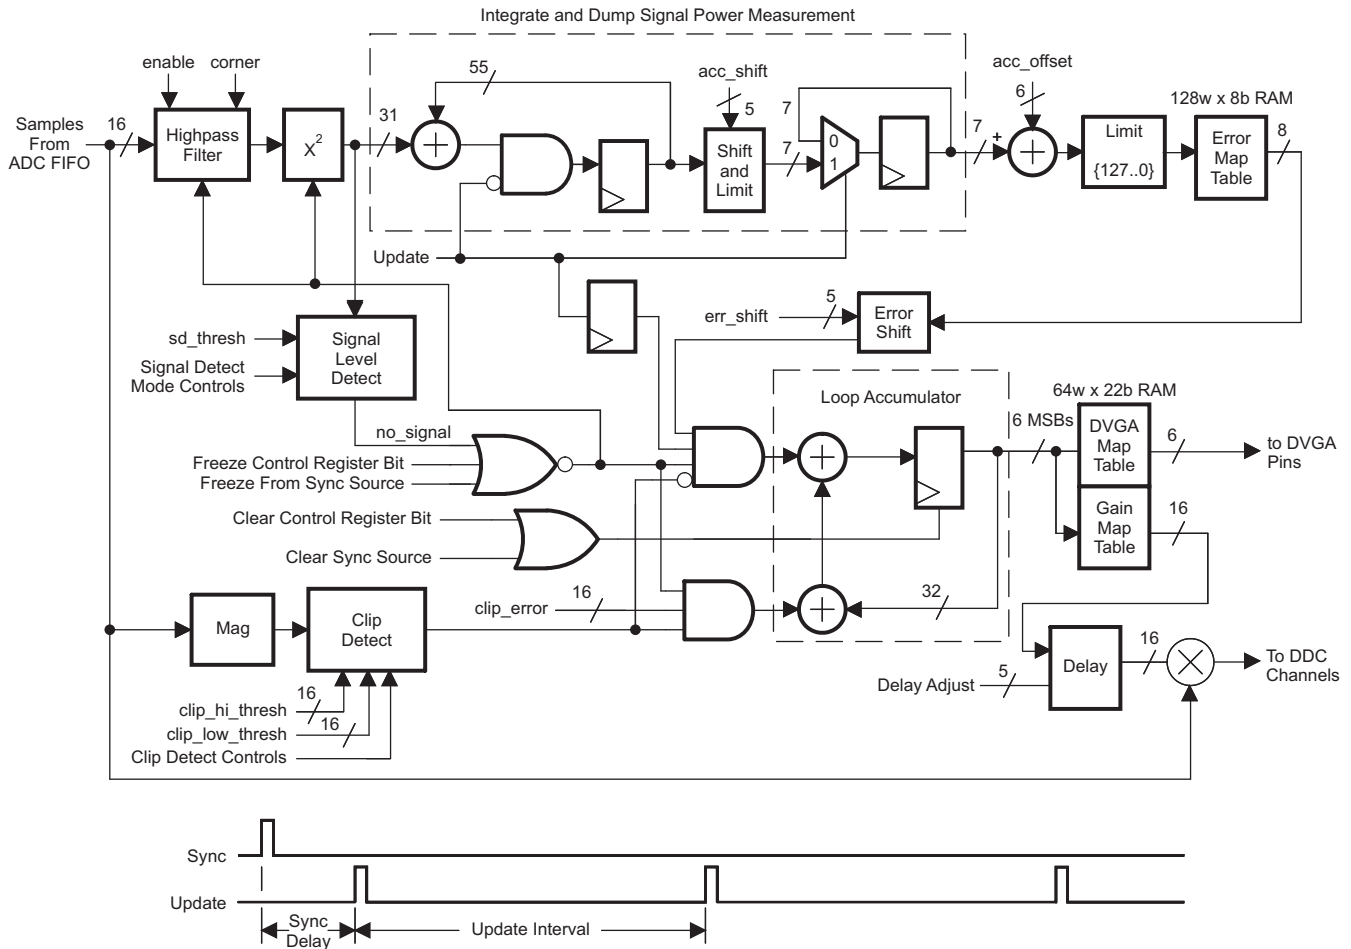 Integrate and Dump Signal Power Measurement
enable
corner
55
acc_shift
acc_offset
Samples
From
ADC FIFO
16
Highpass
Filter
X2
31
5
7
6
128w x 8b RAM
Shift
and
Limit
7
0
1
7
+
Limit
{127..0}
Error
Map
Table
8
Update
sd_thresh
Signal Detect
Mode Controls
Signal
Level
Detect
err_shift
5
Error
Shift
Loop Accumulator
64w x 22b RAM
6 MSBs
DVGA
Map
Table
6
to DVGA
Pins
no_signal
Freeze Control Register Bit
Freeze From Sync Source
Clear Control Register Bit
Clear Sync Source
Gain
Map
Table
16
clip_error
16
32
Mag
Clip
Detect
16
clip_hi_thresh
16
clip_low_thresh
Clip Detect Controls
Delay Adjust
5
Delay
16
To DDC
Channels
Sync
Update
Sync
Delay
Update Interval